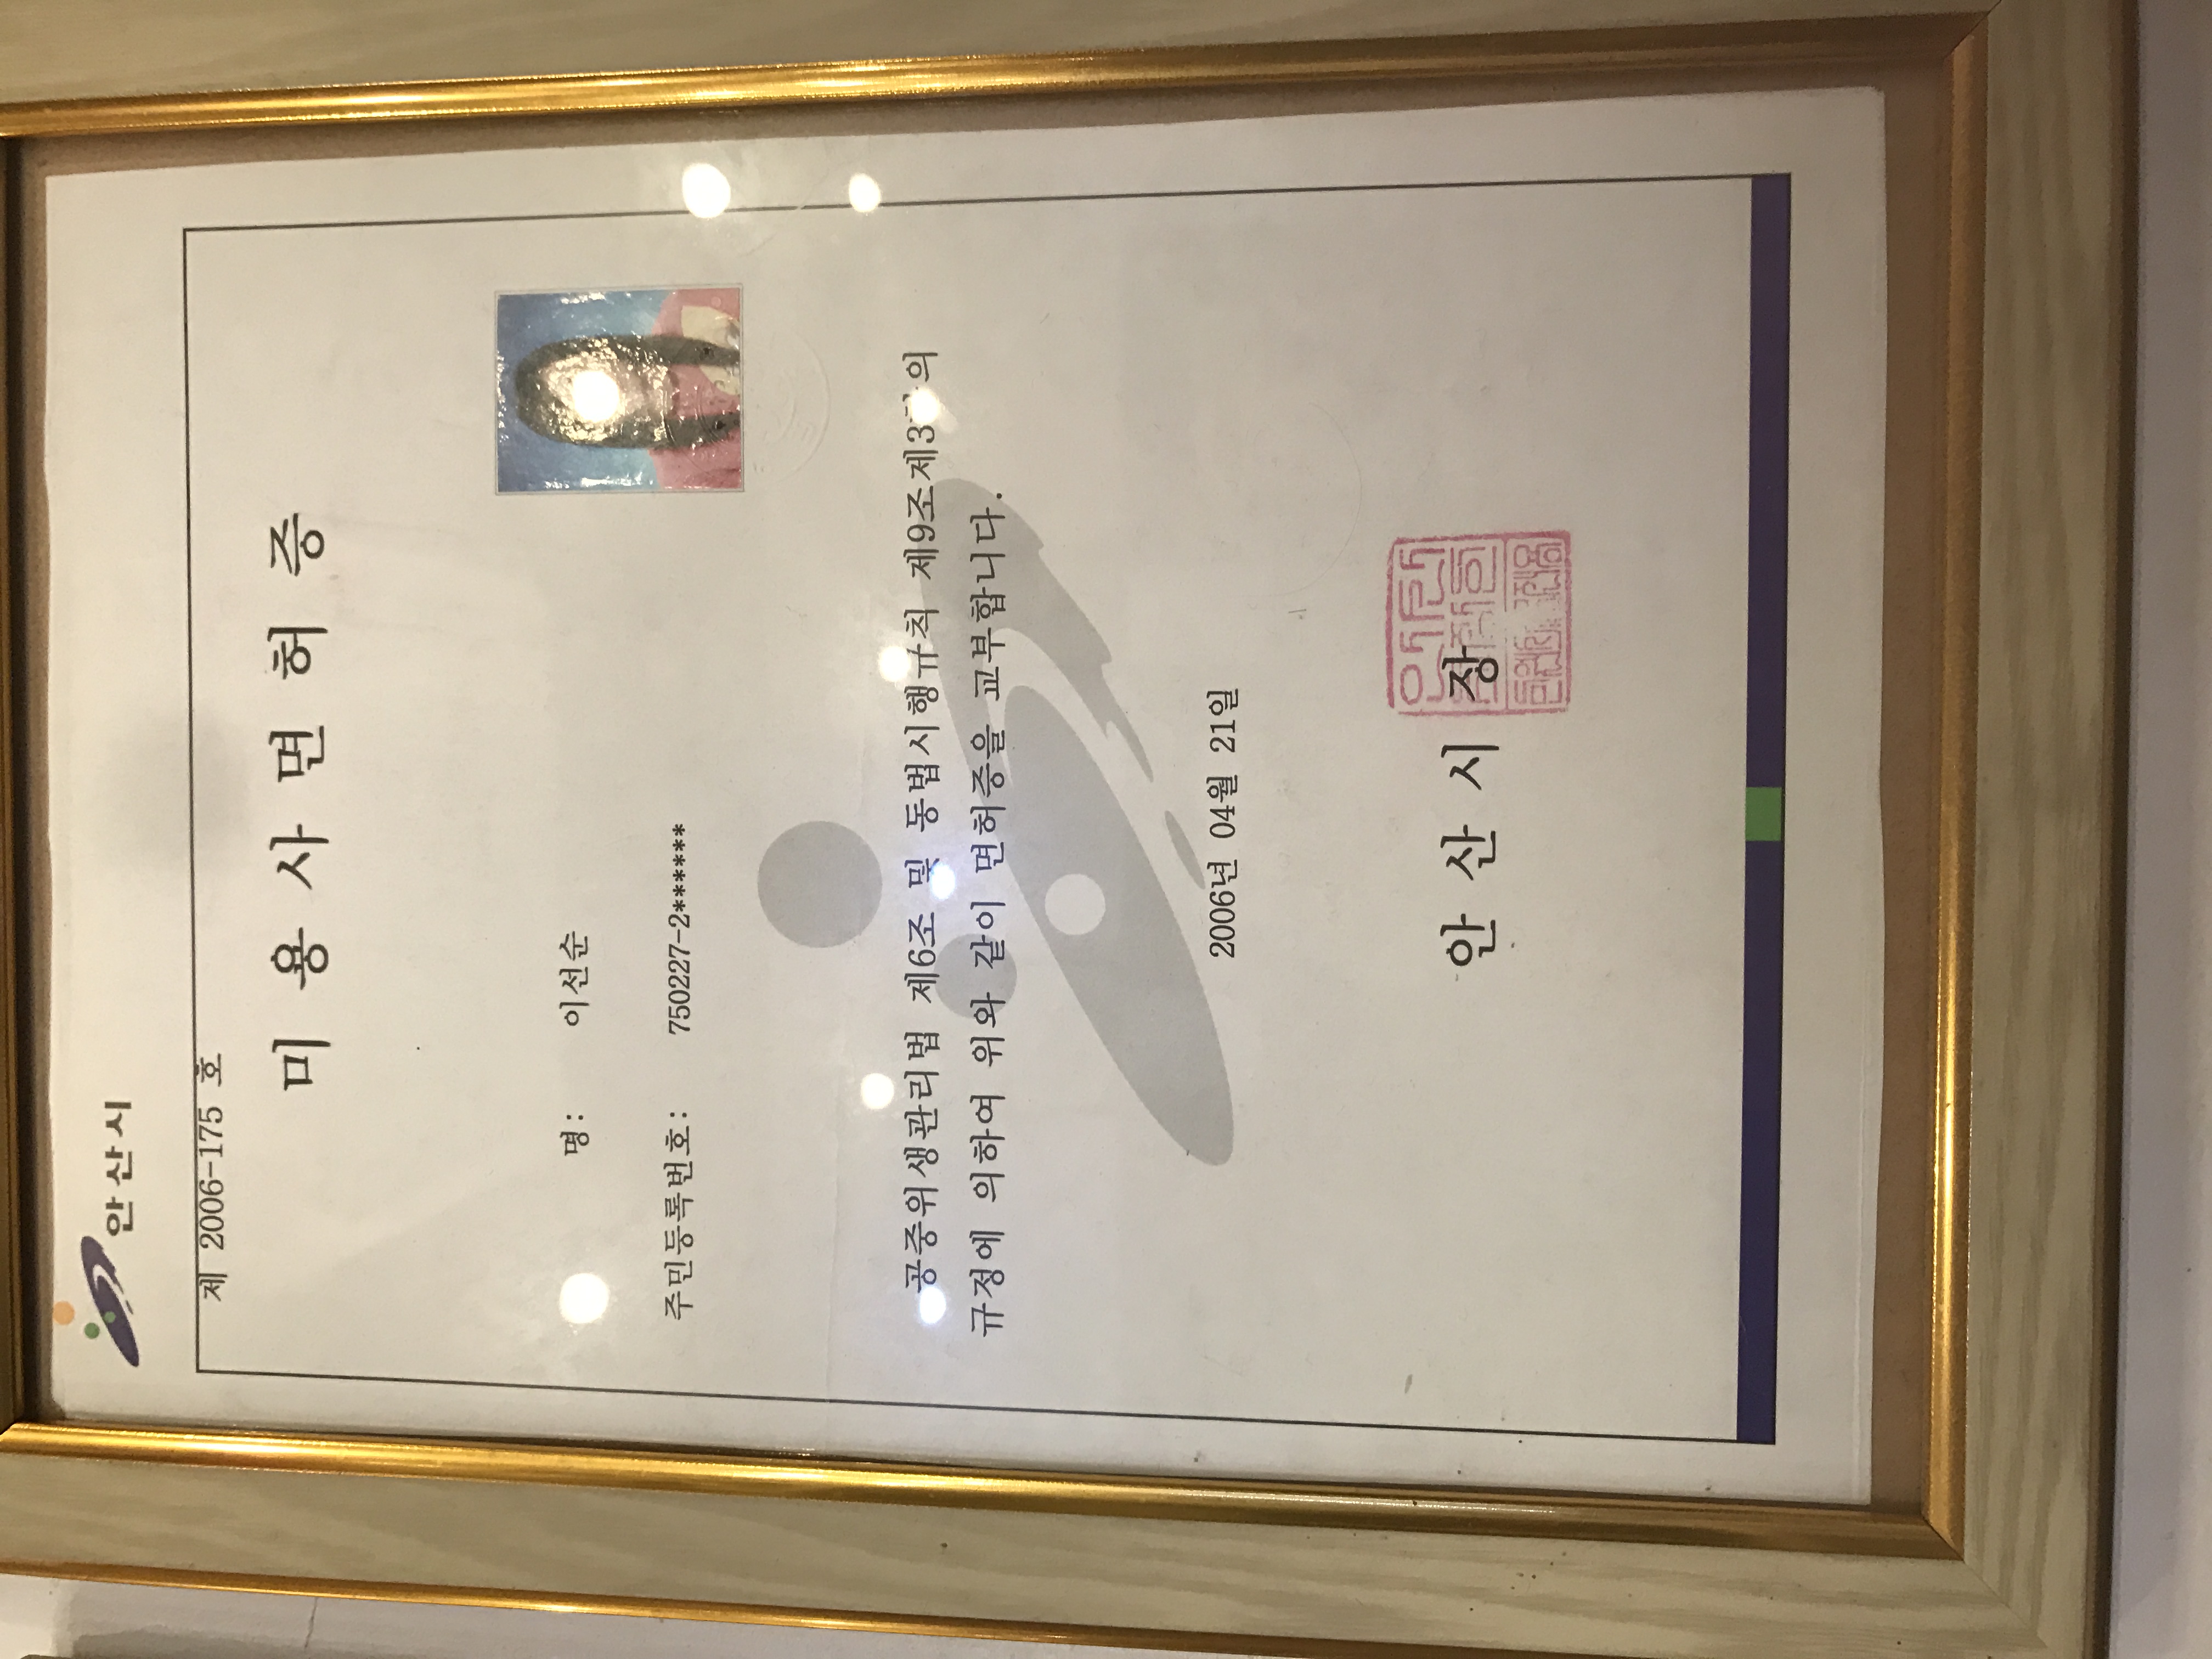 안산시
제 2006-175 호
미 용 사 면 허 증
명: 이선순
주민등록번호: 750227-2******
공중위생관리법 제6조 및 동법시행규칙 제9조제3 의
규정에 의하여 위와 같이 면허증을 교부합니다.
2006년 04월 21일
안 산 시 장